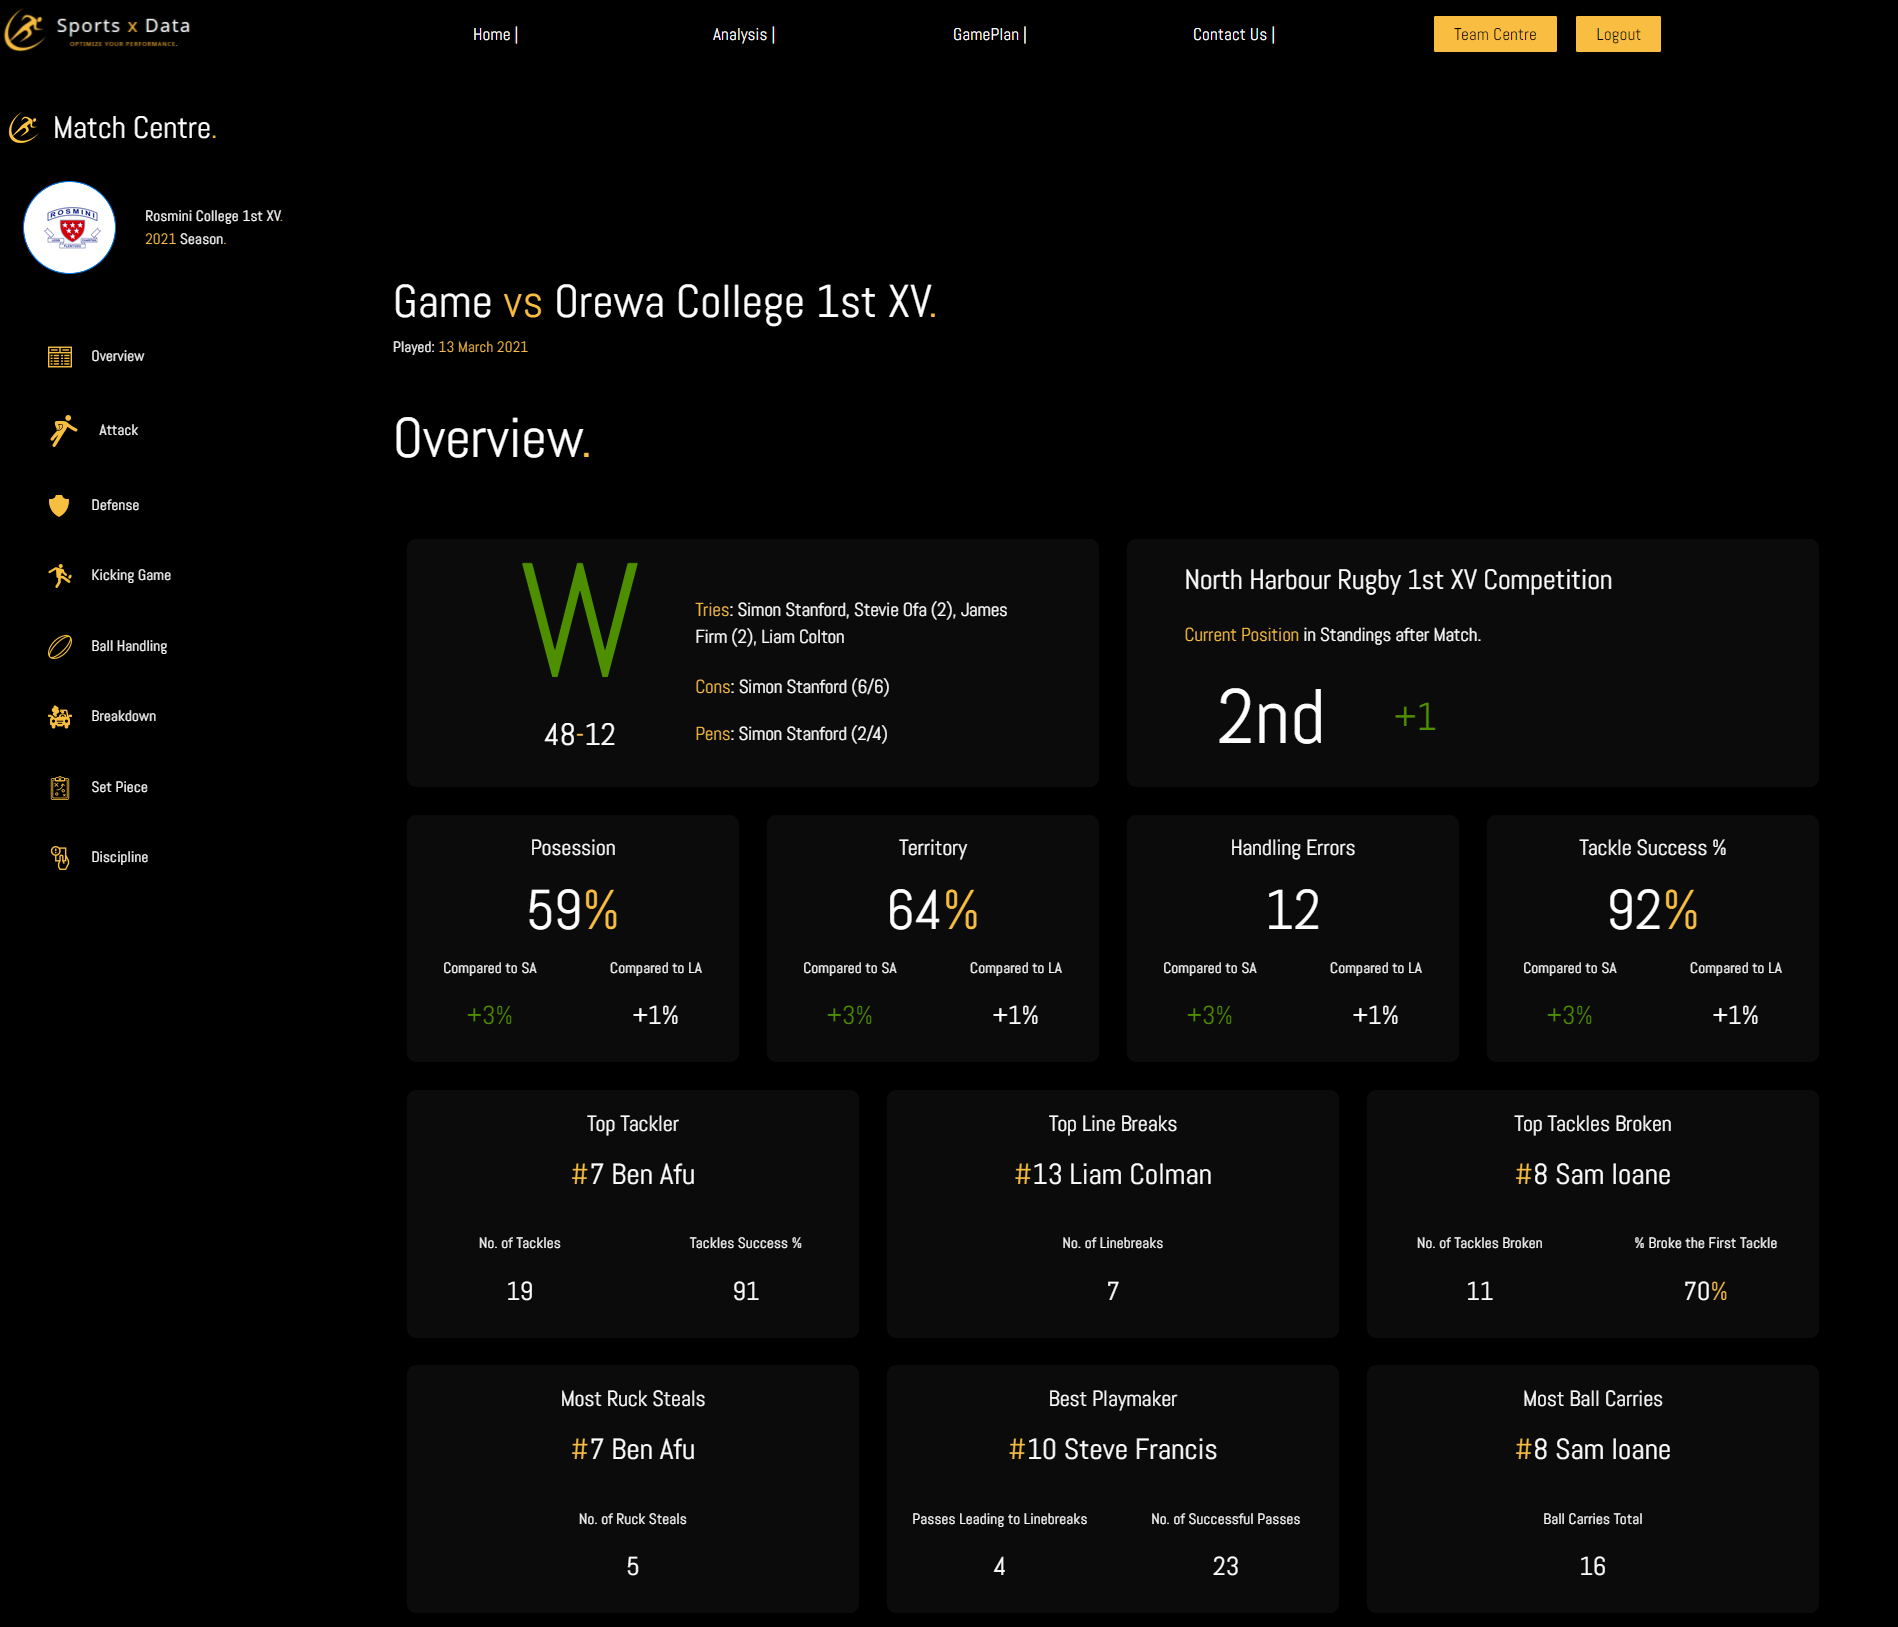 Sports x Data
OPTIMIZE YOUR PERFORMANCE.
Home |
Analysis |
GamePlan |
Contact Us |
Team Centre
Logout
Match Centre.
ROSMINI
Rosmini College 1st XV.
2021 Season.
Overview
Attack
Defense
Kicking Game
Ball Handling
Breakdown
Set Piece
Discipline
Game vs Orewa College 1st XV.
Played: 13 March 2021
Overview.
W
48-12
Tries: Simon Stanford, Stevie Ofa (2), James
Firm (2), Liam Colton
Cons: Simon Stanford (6/6)
Pens: Simon Stanford (2/4)
North Harbour Rugby 1st XV Competition
Current Position in Standings after Match.
2nd
+1
Posession
59%
Compared to SA
Compared to LA
+3%
+1%
Territory
64%
Compared to SA
Compared to LA
+3%
+1%
Handling Errors
12
Compared to SA
Compared to LA
+3%
+1%
Tackle Success %
92%
Compared to SA
Compared to LA
+3%
+1%
Top Tackler
#7 Ben Afu
No. of Tackles
Tackles Success %
19
91
Top Line Breaks
#13 Liam Colman
No. of Linebreaks
7
Top Tackles Broken
#8 Sam Ioane
No. of Tackles Broken
% Broke the First Tackle
11
70%
Most Ruck Steals
#7 Ben Afu
No. of Ruck Steals
5
Best Playmaker
#10 Steve Francis
Passes Leading to Linebreaks
No. of Successful Passes
4
23
Most Ball Carries
#8 Sam Ioane
Ball Carries Total
16